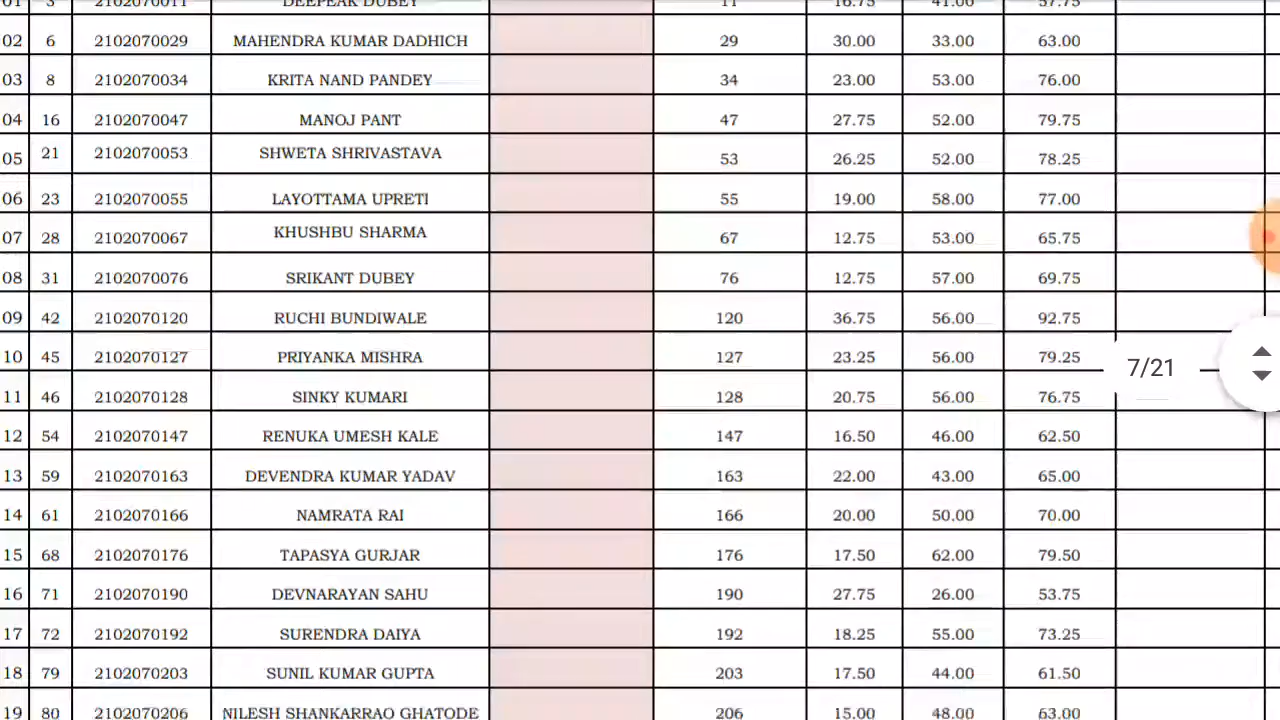 01 3 2102070011 DEEPEAK DUBEY 11 16.75 41.00 57.75
02 6 2102070029 MAHENDRA KUMAR DADHICH 29 30.00 33.00 63.00
03 8 2102070034 KRITA NAND PANDEY 34 23.00 53.00 76.00
04 16 2102070047 MANOJ PANT 47 27.75 52.00 79.75
05 21 2102070053 SHWETA SHRIVASTAVA 53 26.25 52.00 78.25
06 23 2102070055 LAYOTTAMA UPRETI 55 19.00 58.00 77.00
07 28 2102070067 KHUSHBU SHARMA 67 12.75 53.00 65.75
08 31 2102070076 SRIKANT DUBEY 76 12.75 57.00 69.75
09 42 2102070120 RUCHI BUNDIWALE 120 36.75 56.00 92.75
10 45 2102070127 PRIYANKA MISHRA 127 23.25 56.00 79.25
7/21
11 46 2102070128 SINKY KUMARI 128 20.75 56.00 76.75
12 54 2102070147 RENUKA UMESH KALE 147 16.50 46.00 62.50
13 59 2102070163 DEVENDRA KUMAR YADAV 163 22.00 43.00 65.00
14 61 2102070166 NAMRATA RAI 166 20.00 50.00 70.00
15 68 2102070176 TAPASYA GURJAR 176 17.50 62.00 79.50
16 71 2102070190 DEVNARAYAN SAHU 190 27.75 26.00 53.75
17 72 2102070192 SURENDRA DAIYA 192 18.25 55.00 73.25
18 79 2102070203 SUNIL KUMAR GUPTA 203 17.50 44.00 61.50
19 80 2102070206 NILESH SHANKARRAO GHATODE 206 15.00 48.00 63.00